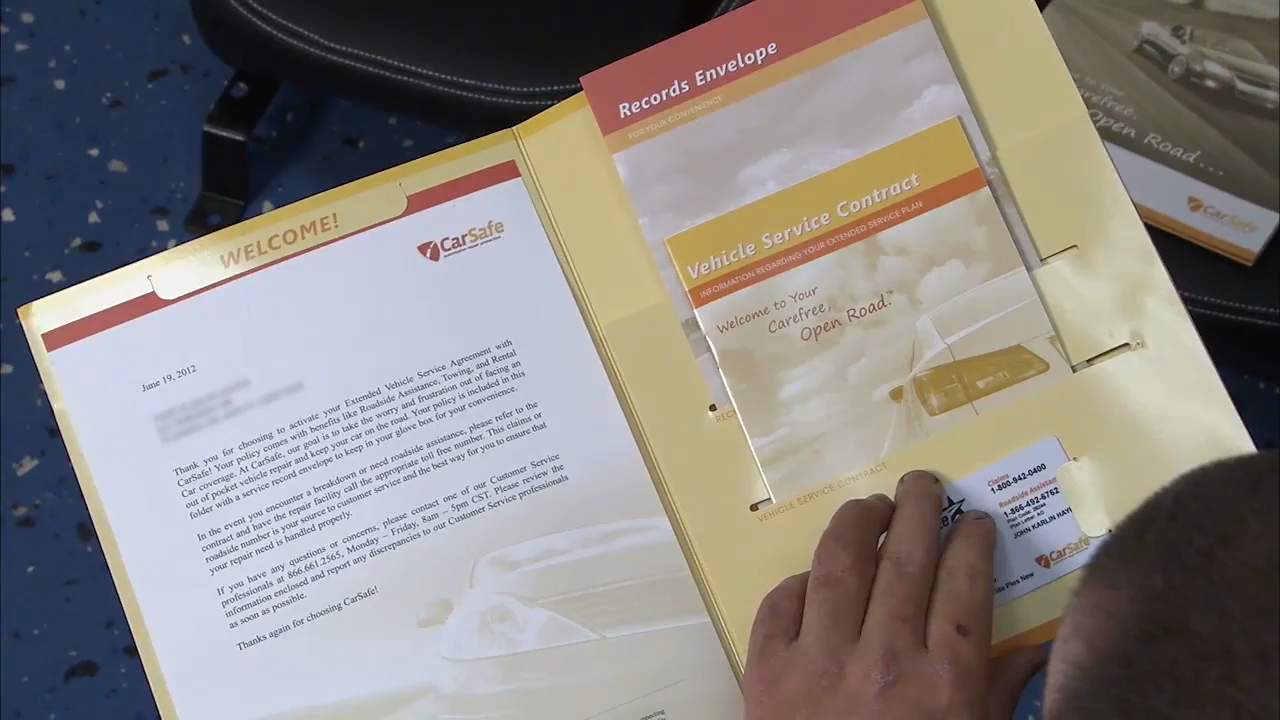 WELCOME!
CarSafe
June 19, 2012
Thank you for choosing to activate your Extended Vehicle Service Agreement with
CarSafe! Your policy comes with benefits like Roadside Assistance, Towing, and Rental
Car coverage. At CarSafe, our goal is to take the worry and frustration out of facing an
out of pocket vehicle repair and keep your car on the road. Your policy is included in this
folder with a service record envelope to keep in your glove box for your convenience.
In the event you encounter a breakdown or need roadside assistance, please refer to the
contract and have the repair facility call the appropriate toll free number. This claims or
roadside number is your source to customer service and the best way for you to ensure that
your repair need is handled properly.
If you have any questions or concerns, please contact one of our Customer Service
professionals at 866.661.2565, Monday – Friday, 8am – 5pm CST. Please review the
information enclosed and report any discrepancies to our Customer Service professionals
as soon as possible.
Thanks again for choosing CarSafe!
Records Envelope
FOR YOUR CONVENIENCE
Vehicle Service Contract
INFORMATION REGARDING YOUR EXTENDED SERVICE PLAN
Welcome to Your
Carefree,
Open Road.™
VEHICLE SERVICE CONTRACT
Claims
1-800-942-0400
Roadside Assistan
1-866-492-6762
Plan Code:
Plan Letter: AO
JOHN KARLIN HAY
CarSafe
Plus New
Carefree,
Open Road...
CarSafe